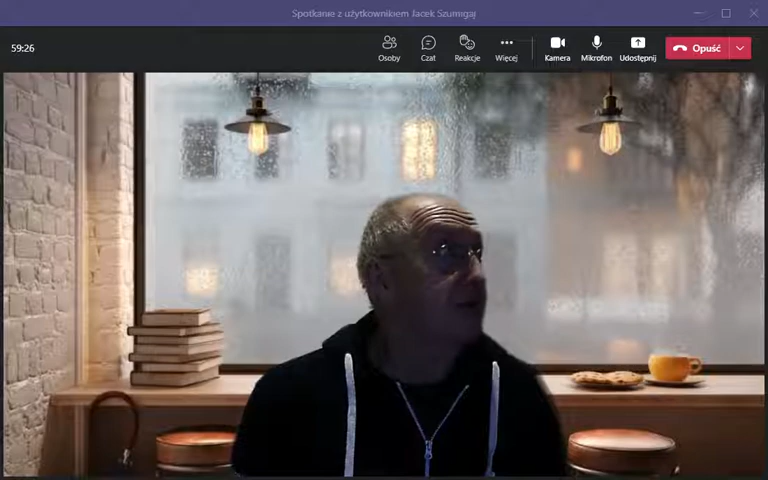 Spotkanie z użytkownikiem Jacek Szumigaj
59:26
Osoby
Czat
Reakcje
Więcej
Kamera
Mikrofon
Udostępnij
Opuść